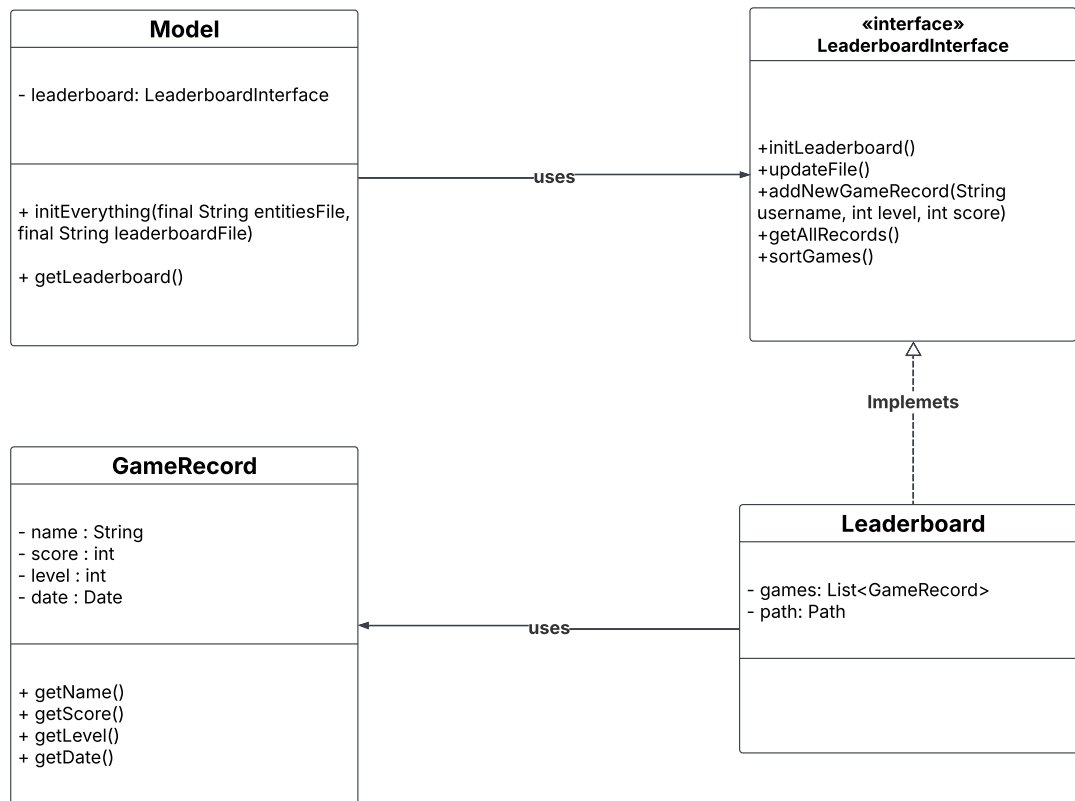 Model
- leaderboard: LeaderboardInterface
+ initEverything(final String entitiesFile,
final String leaderboardFile)
+ getLeaderboard()
uses
«interface»
LeaderboardInterface
+initLeaderboard()
+updateFile()
+addNewGameRecord(String
username, int level, int score)
+getAllRecords()
+sortGames()
Implemets
GameRecord
- name : String
- score : int
- level : int
- date : Date
+ getName()
+ getScore()
+ getLevel()
+ getDate()
uses
Leaderboard
- games: List<GameRecord>
- path: Path